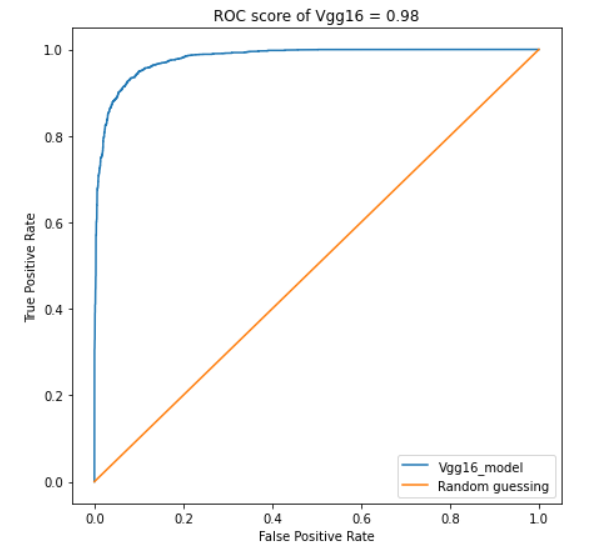 ROC score of Vgg16 = 0.98
1.0
0.8
0.6
0.4
0.2
0.0
True Positive Rate
Vgg16_model
Random guessing
0.0 0.2 0.4 0.6 0.8 1.0
False Positive Rate